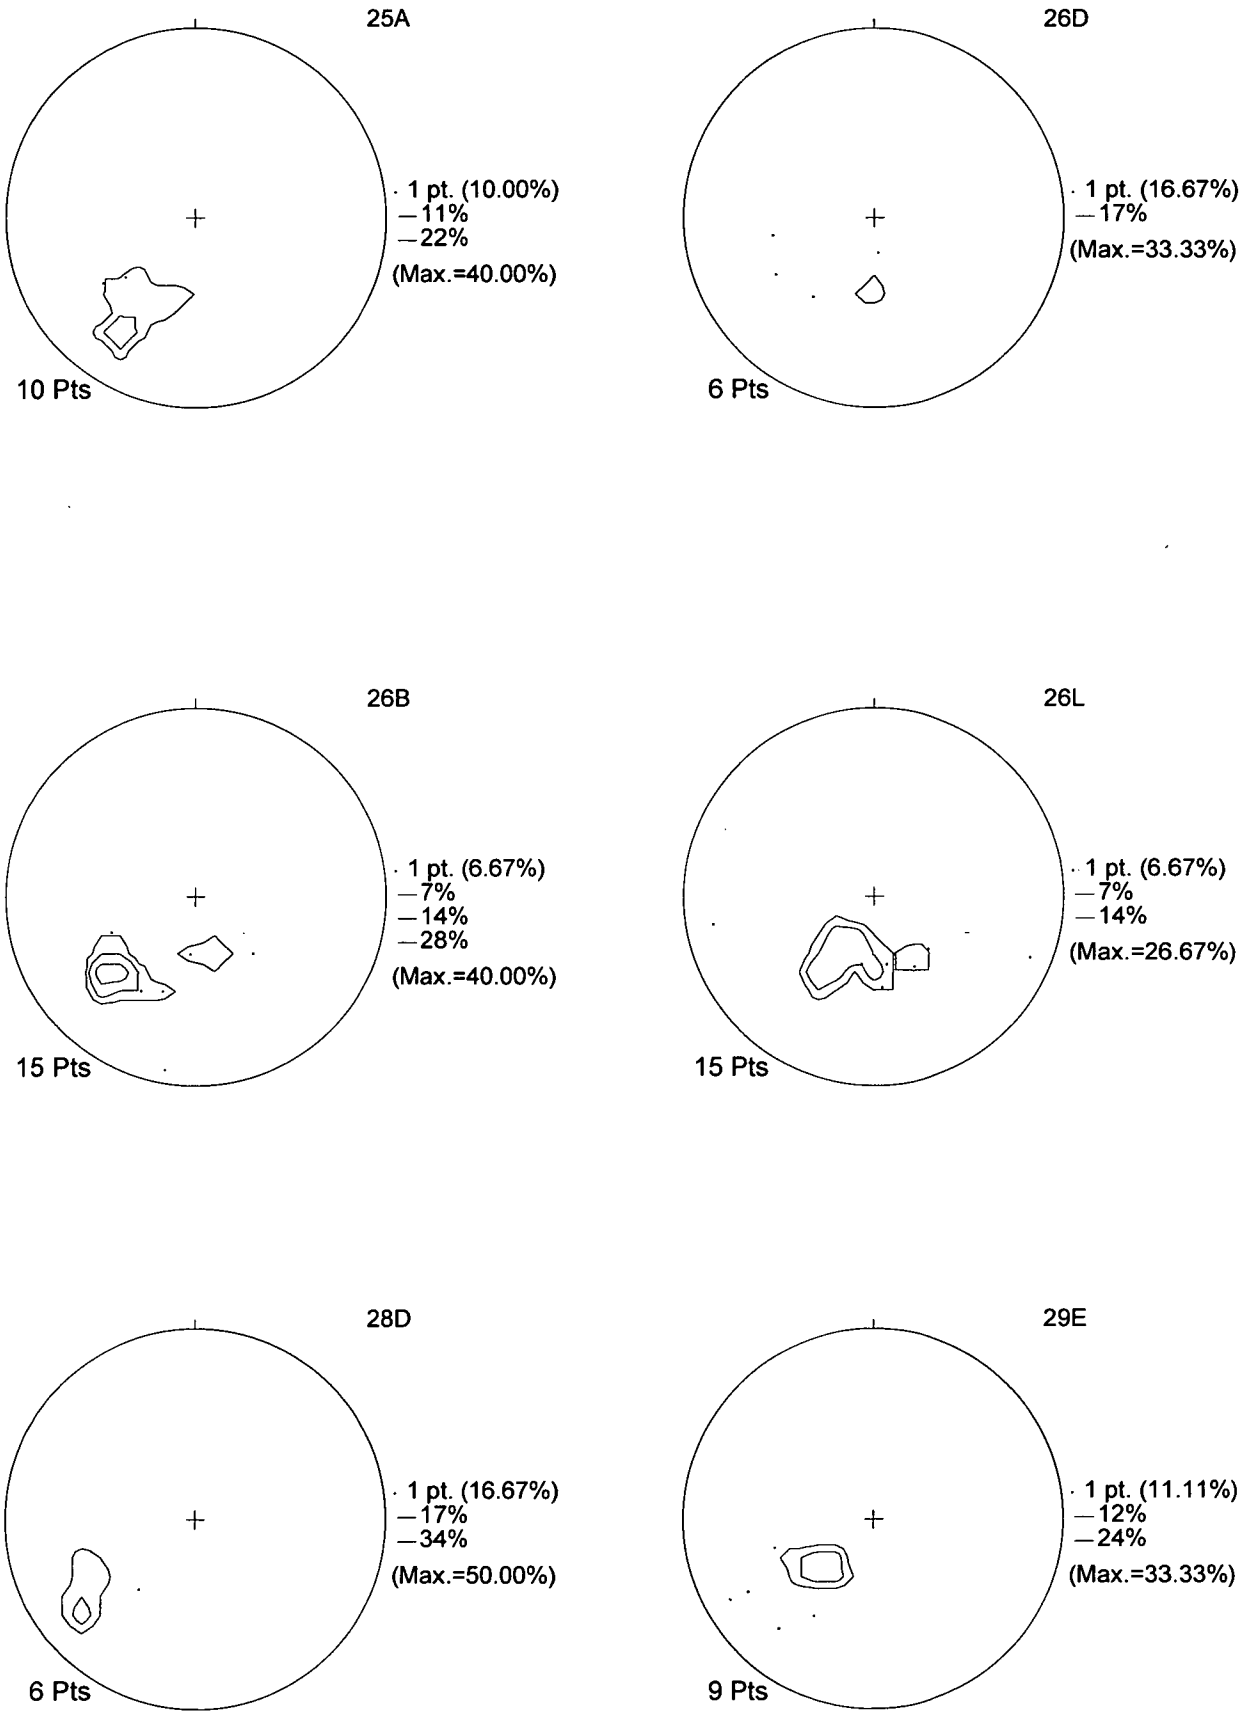 25A
· 1 pt. (10.00%)
—11%
—22%
(Max.=40.00%)
10 Pts
26D
· 1 pt. (16.67%)
—17%
(Max.=33.33%)
6 Pts
26B
· 1 pt. (6.67%)
—7%
—14%
—28%
(Max.=40.00%)
15 Pts
26L
· 1 pt. (6.67%)
—7%
—14%
(Max.=26.67%)
15 Pts
28D
· 1 pt. (16.67%)
—17%
—34%
(Max.=50.00%)
6 Pts
29E
· 1 pt. (11.11%)
—12%
—24%
(Max.=33.33%)
9 Pts